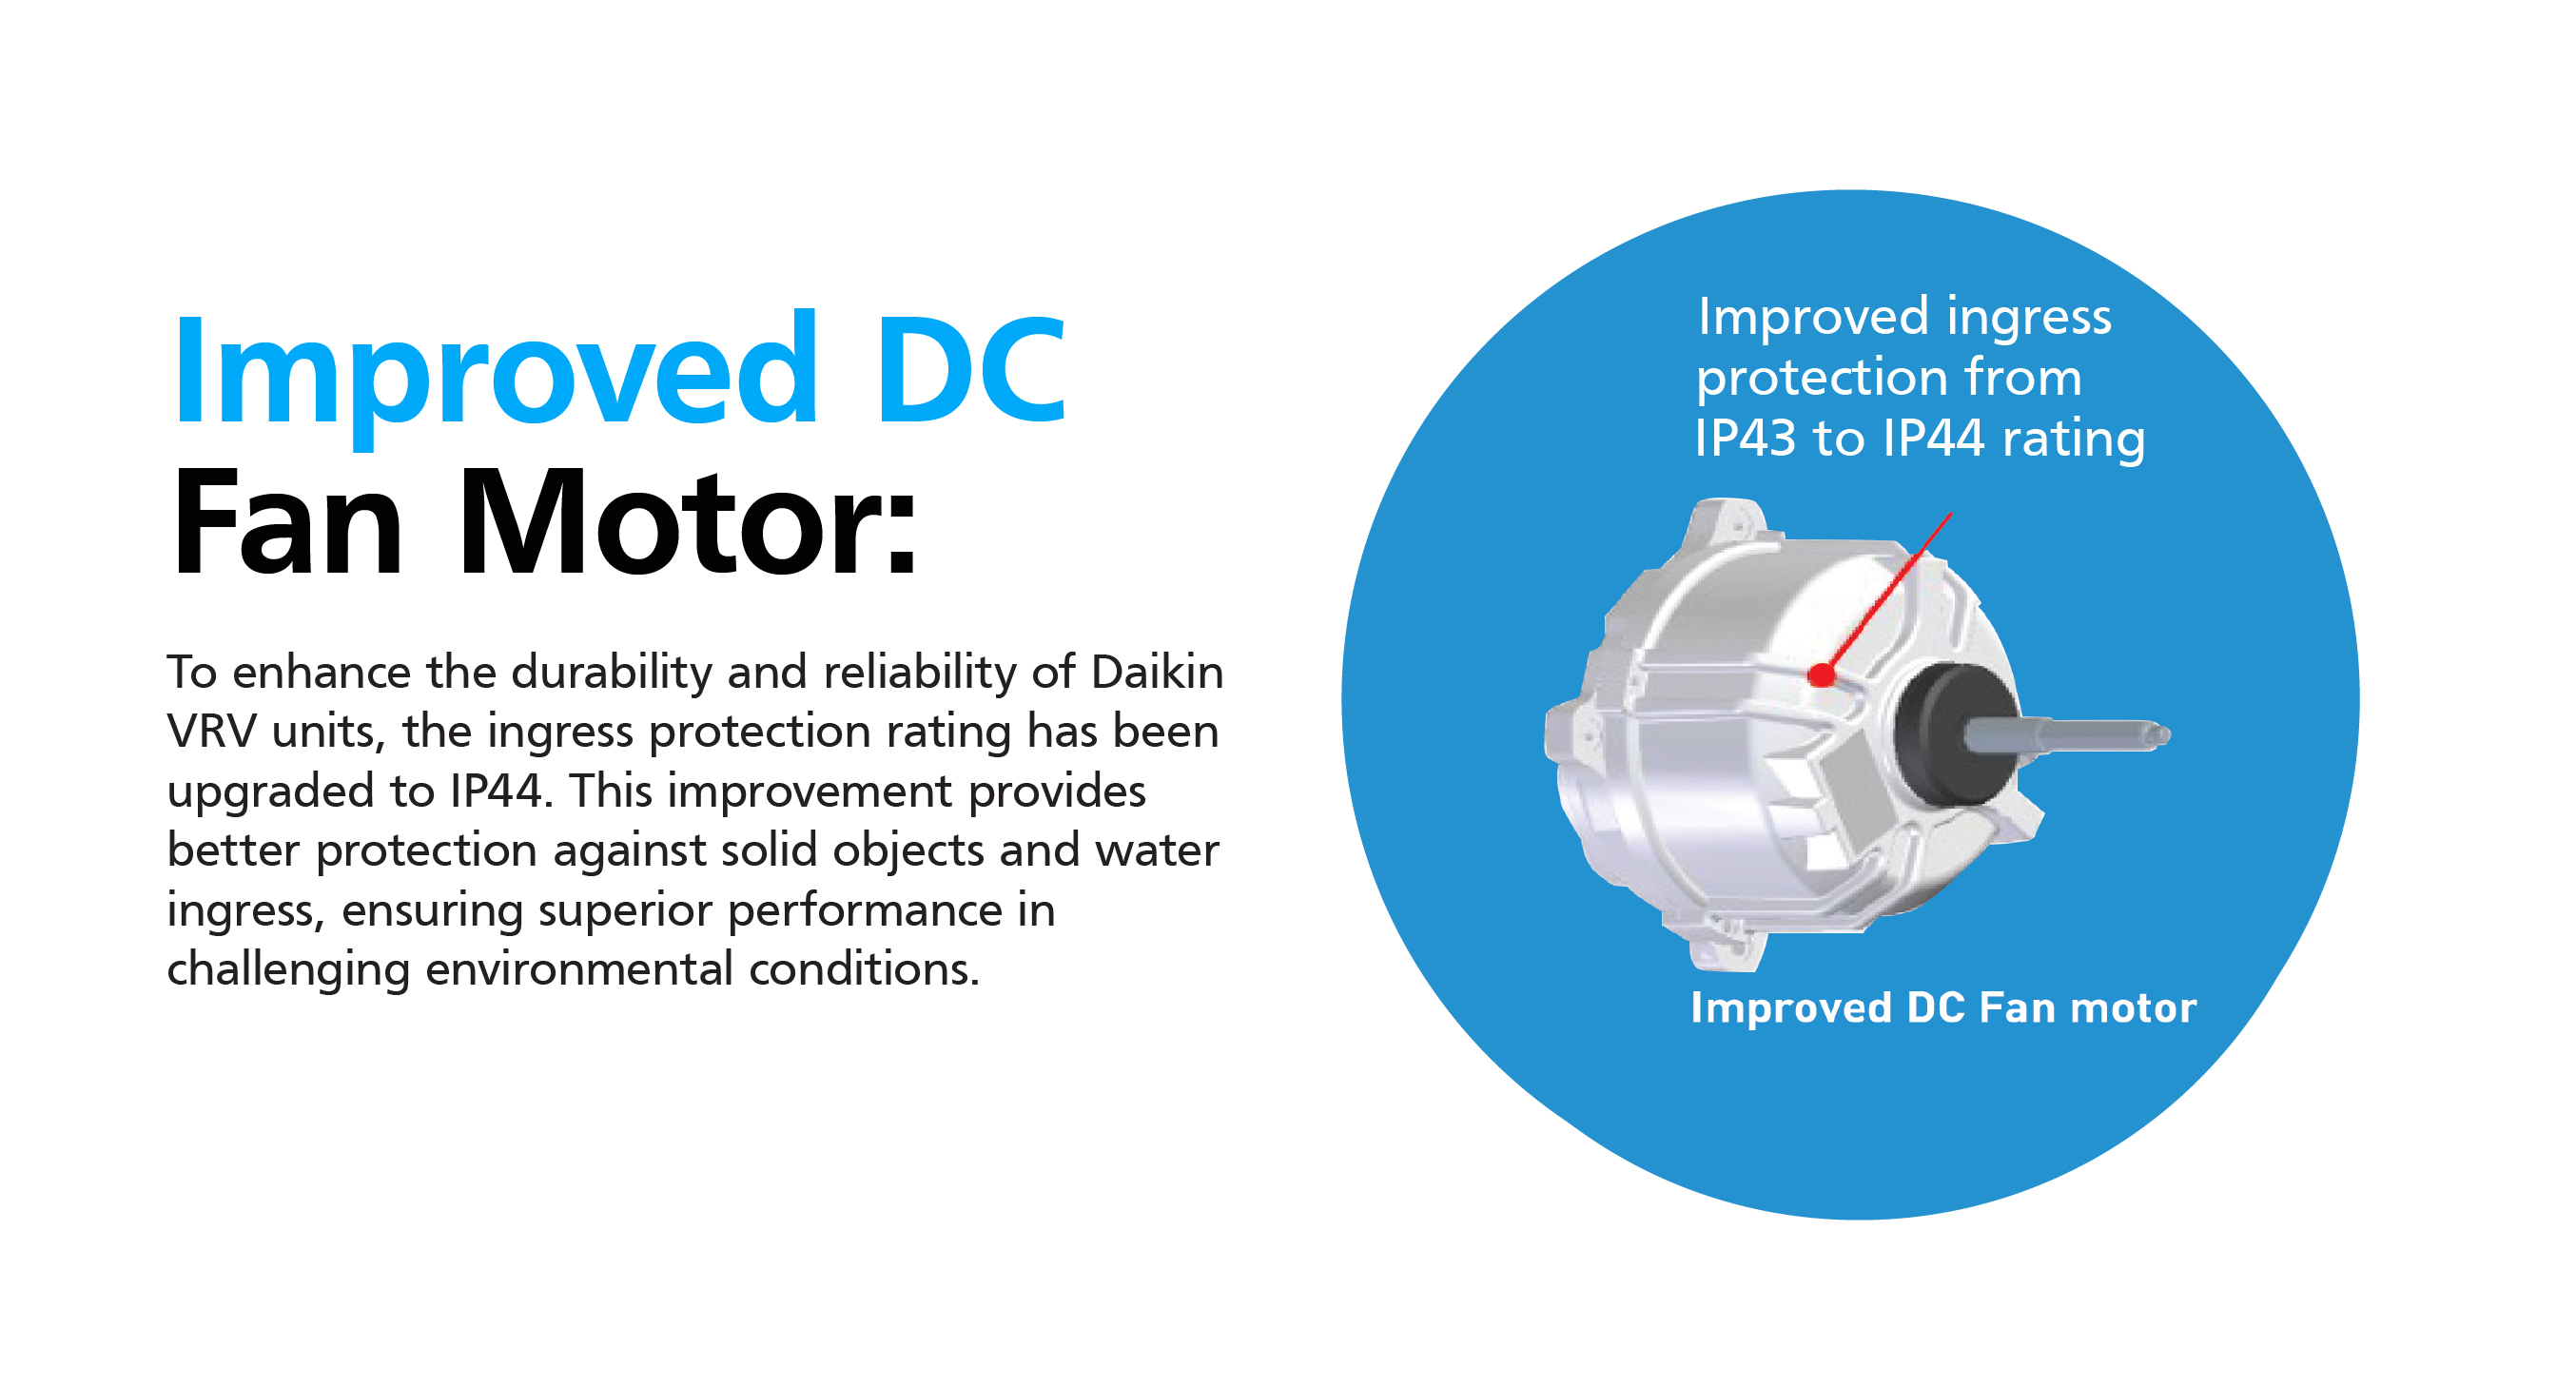 Improved DC
Fan Motor:
To enhance the durability and reliability of Daikin
VRV units, the ingress protection rating has been
upgraded to IP44. This improvement provides
better protection against solid objects and water
ingress, ensuring superior performance in
challenging environmental conditions.
Improved ingress
protection from
IP43 to IP44 rating
Improved DC Fan motor